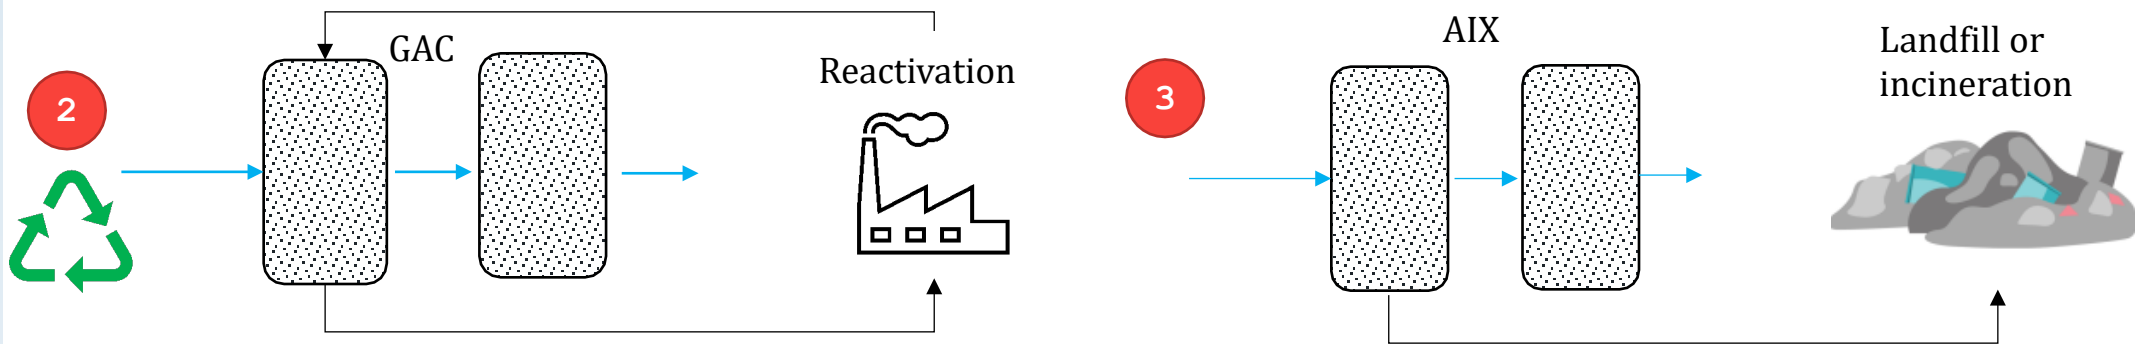 2
GAC
Reactivation
3
AIX
Landfill or
incineration